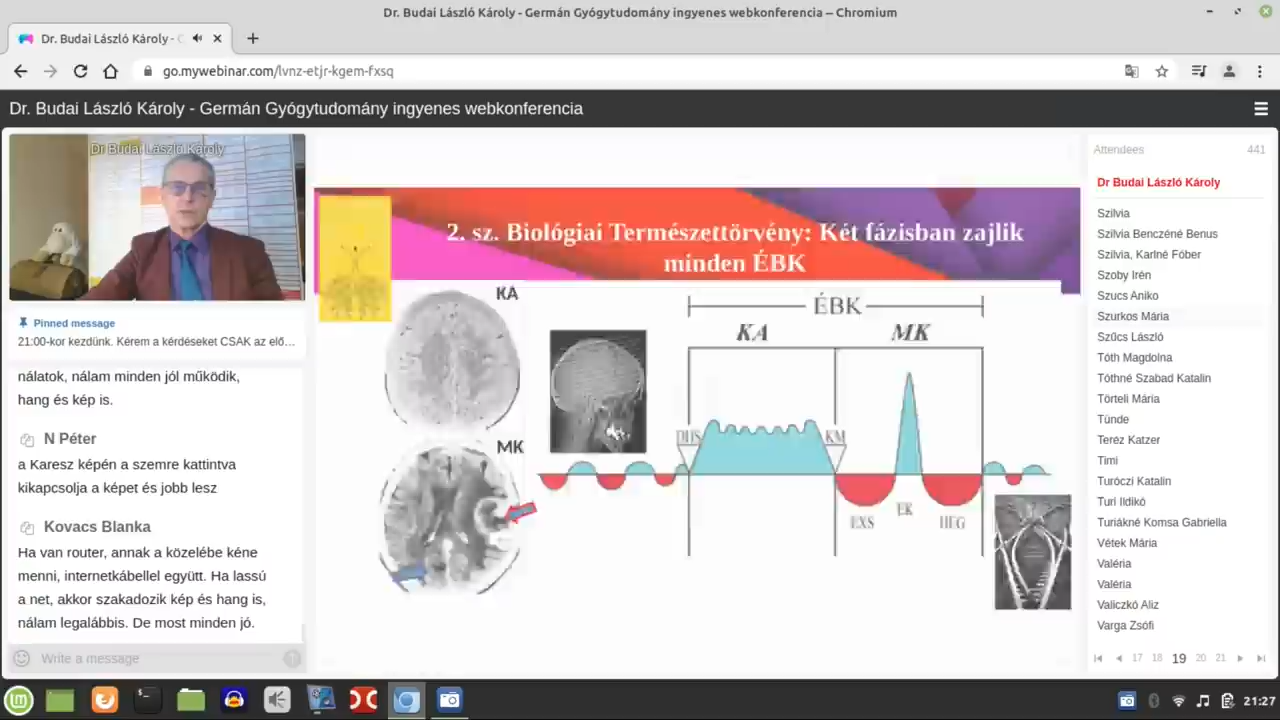 Dr. Budai László Károly - Germán Gyógytudomány ingyenes webkonferencia – Chromium
Dr. Budai László Károly -
go.mywebinar.com/lvnz-etjr-kgem-fxsq
Dr. Budai László Károly - Germán Gyógytudomány ingyenes webkonferencia
Dr Budai László Károly
Pinned message
21:00-kor kezdünk. Kérem a kérdéseket CSAK az elő…
nálatok, nálam minden jól működik,
hang és kép is.
N Péter
a Karesz képén a szemre kattintva
kikapcsolja a képet és jobb lesz
Kovacs Blanka
Ha van router, annak a közelébe kéne
menni, internetkábellel együtt. Ha lassú
a net, akkor szakadozik kép és hang is,
nálam legalábbis. De most minden jó.
Write a message
2. sz. Biológiai Természettörvény: Két fázisban zajlik
minden ÉBK
KA
MK
ÉBK
KA MK
DHS KM
EXS EK HEG
Attendees 441
Dr Budai László Károly
Szilvia
Szilvia Benczéné Benus
Szilvia, Karlné Fóber
Szoby Irén
Szucs Aniko
Szurkos Mária
Szűcs László
Tóth Magdolna
Tóthné Szabad Katalin
Törteli Mária
Tünde
Teréz Katzer
Timi
Turóczi Katalin
Turi Ildikó
Turiákné Komsa Gabriella
Vétek Mária
Valéria
Valéria
Valiczkó Aliz
Varga Zsófi
17 18 19 20 21
21:27